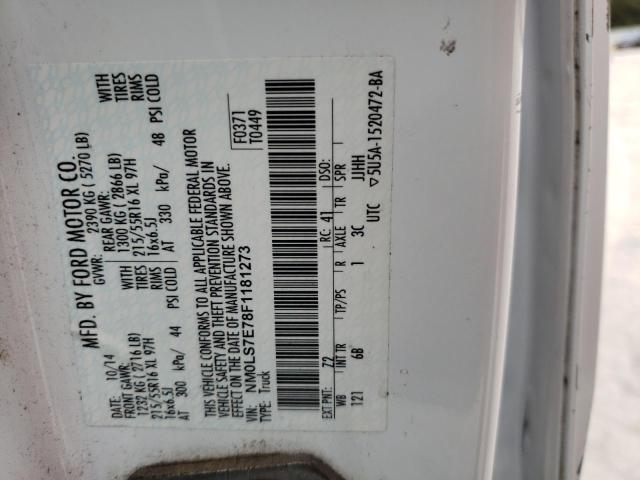 MFD. BY FORD MOTOR CO.
DATE: 10/14
GVWR: 2390 KG ( 5270 LB)
FRONT GAWR: REAR GAWR:
1232 KG ( 2716 LB) WITH 1300 KG ( 2866 LB) WITH
215/55R16 XL 97H TIRES 215/55R16 XL 97H TIRES
16x6.5J RIMS 16x6.5J RIMS
AT 300 kPa/ 44 PSI COLD AT 330 kPa/ 48 PSI COLD
THIS VEHICLE CONFORMS TO ALL APPLICABLE FEDERAL MOTOR
VEHICLE SAFETY AND THEFT PREVENTION STANDARDS IN
EFFECT ON THE DATE OF MANUFACTURE SHOWN ABOVE.
VIN: NM0LS7E78F1181273
TYPE: Truck
F0371
T0449
EXT PNT: 7Z RC: 41 DSO:
WB INT TR TP/PS R AXLE TR SPR
121 6B I 3C JJHH
UTC ▽5U5A-1520472-BA